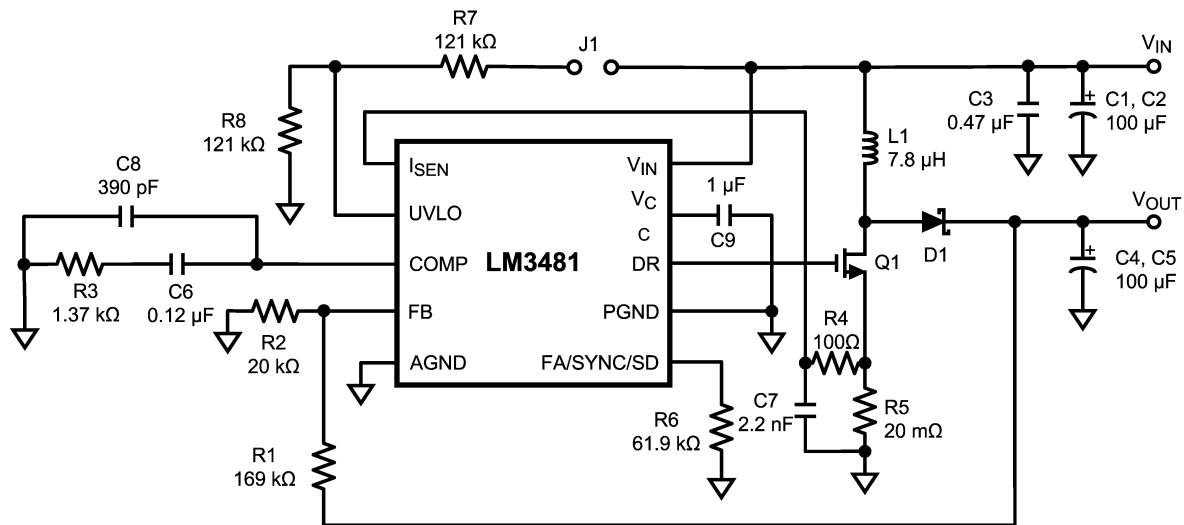 R7
121 kΩ
J1
VIN
R8
121 kΩ
C3
0.47 µF
+
C1, C2
100 µF
L1
7.8 µH
C8
390 pF
ISEN
VIN
1 µF
VC
C
C9
UVLO
VOUT
COMP
LM3481
DR
Q1
D1
+
C4, C5
100 µF
R3
1.37 kΩ
C6
0.12 µF
FB
PGND
R2
20 kΩ
R4
100Ω
AGND
FA/SYNC/SD
R6
61.9 kΩ
C7
2.2 nF
R5
20 mΩ
R1
169 kΩ